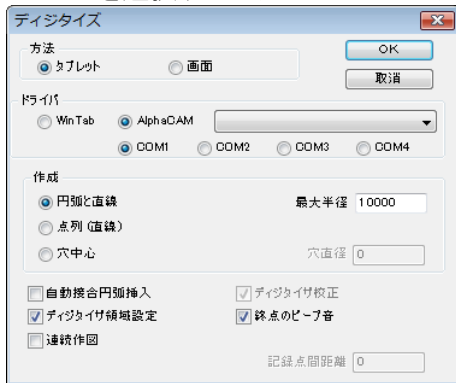 ディジタイズ
方法
タブレット 画面
OK
取消
ドライバ
WinTab AlphaCAM
COM1 COM2 COM3 COM4
作成
円弧と直線 最大半径 10000
点列(直線)
穴中心 穴直径 0
自動接合円弧挿入 ディジタイザ校正
ディジタイザ領域設定 終点のビープ音
連続作図
記録点間距離 0